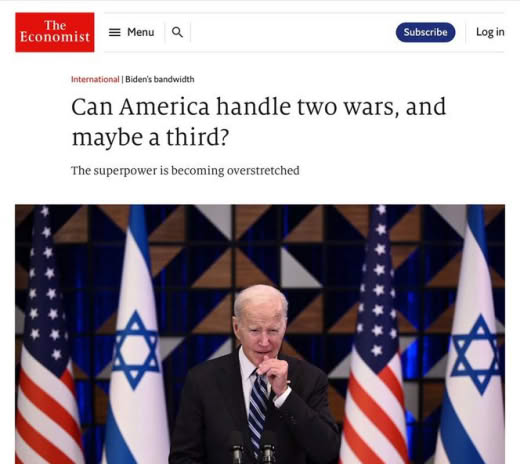 The
Economist
Menu
Subscribe
Log in
International | Biden's bandwidth
Can America handle two wars, and
maybe a third?
The superpower is becoming overstretched